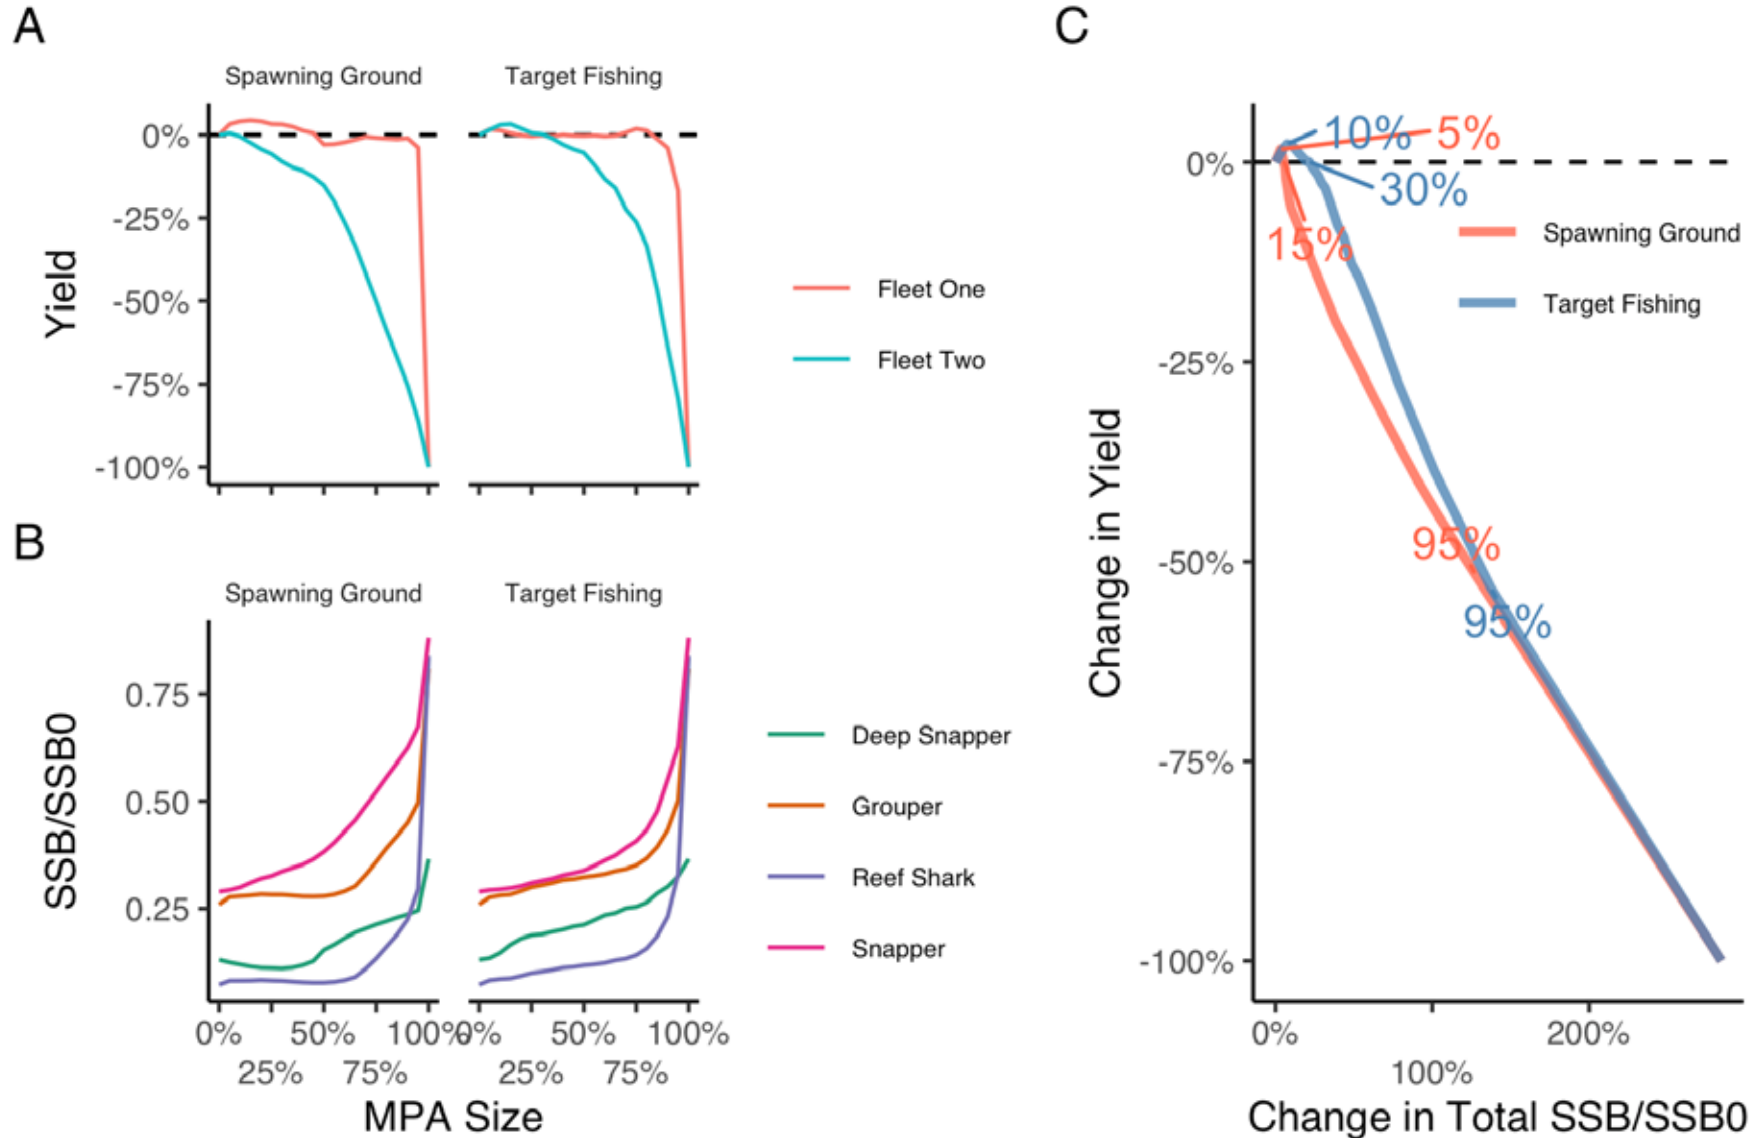 A
Spawning Ground
Target Fishing
Yield
0%
-25%
-50%
-75%
-100%
Fleet One
Fleet Two
B
Spawning Ground
Target Fishing
SSB/SSB0
0.75
0.50
0.25
Deep Snapper
Grouper
Reef Shark
Snapper
0% 50% 100% 0% 50% 100%
25% 75% 25% 75%
MPA Size
C
10% 5%
30%
15%
95%
95%
Spawning Ground
Target Fishing
Change in Yield
0%
-25%
-50%
-75%
-100%
0% 200%
100%
Change in Total SSB/SSB0